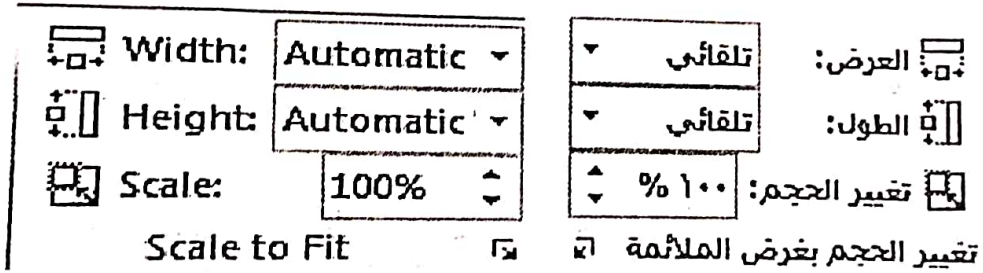 Width: Automatic تلقائي العرض:
Height: Automatic تلقائي الطول:
Scale: 100% تغيير الحجم: ١٠٠ %
Scale to Fit تغيير الحجم بغرض الملائمة